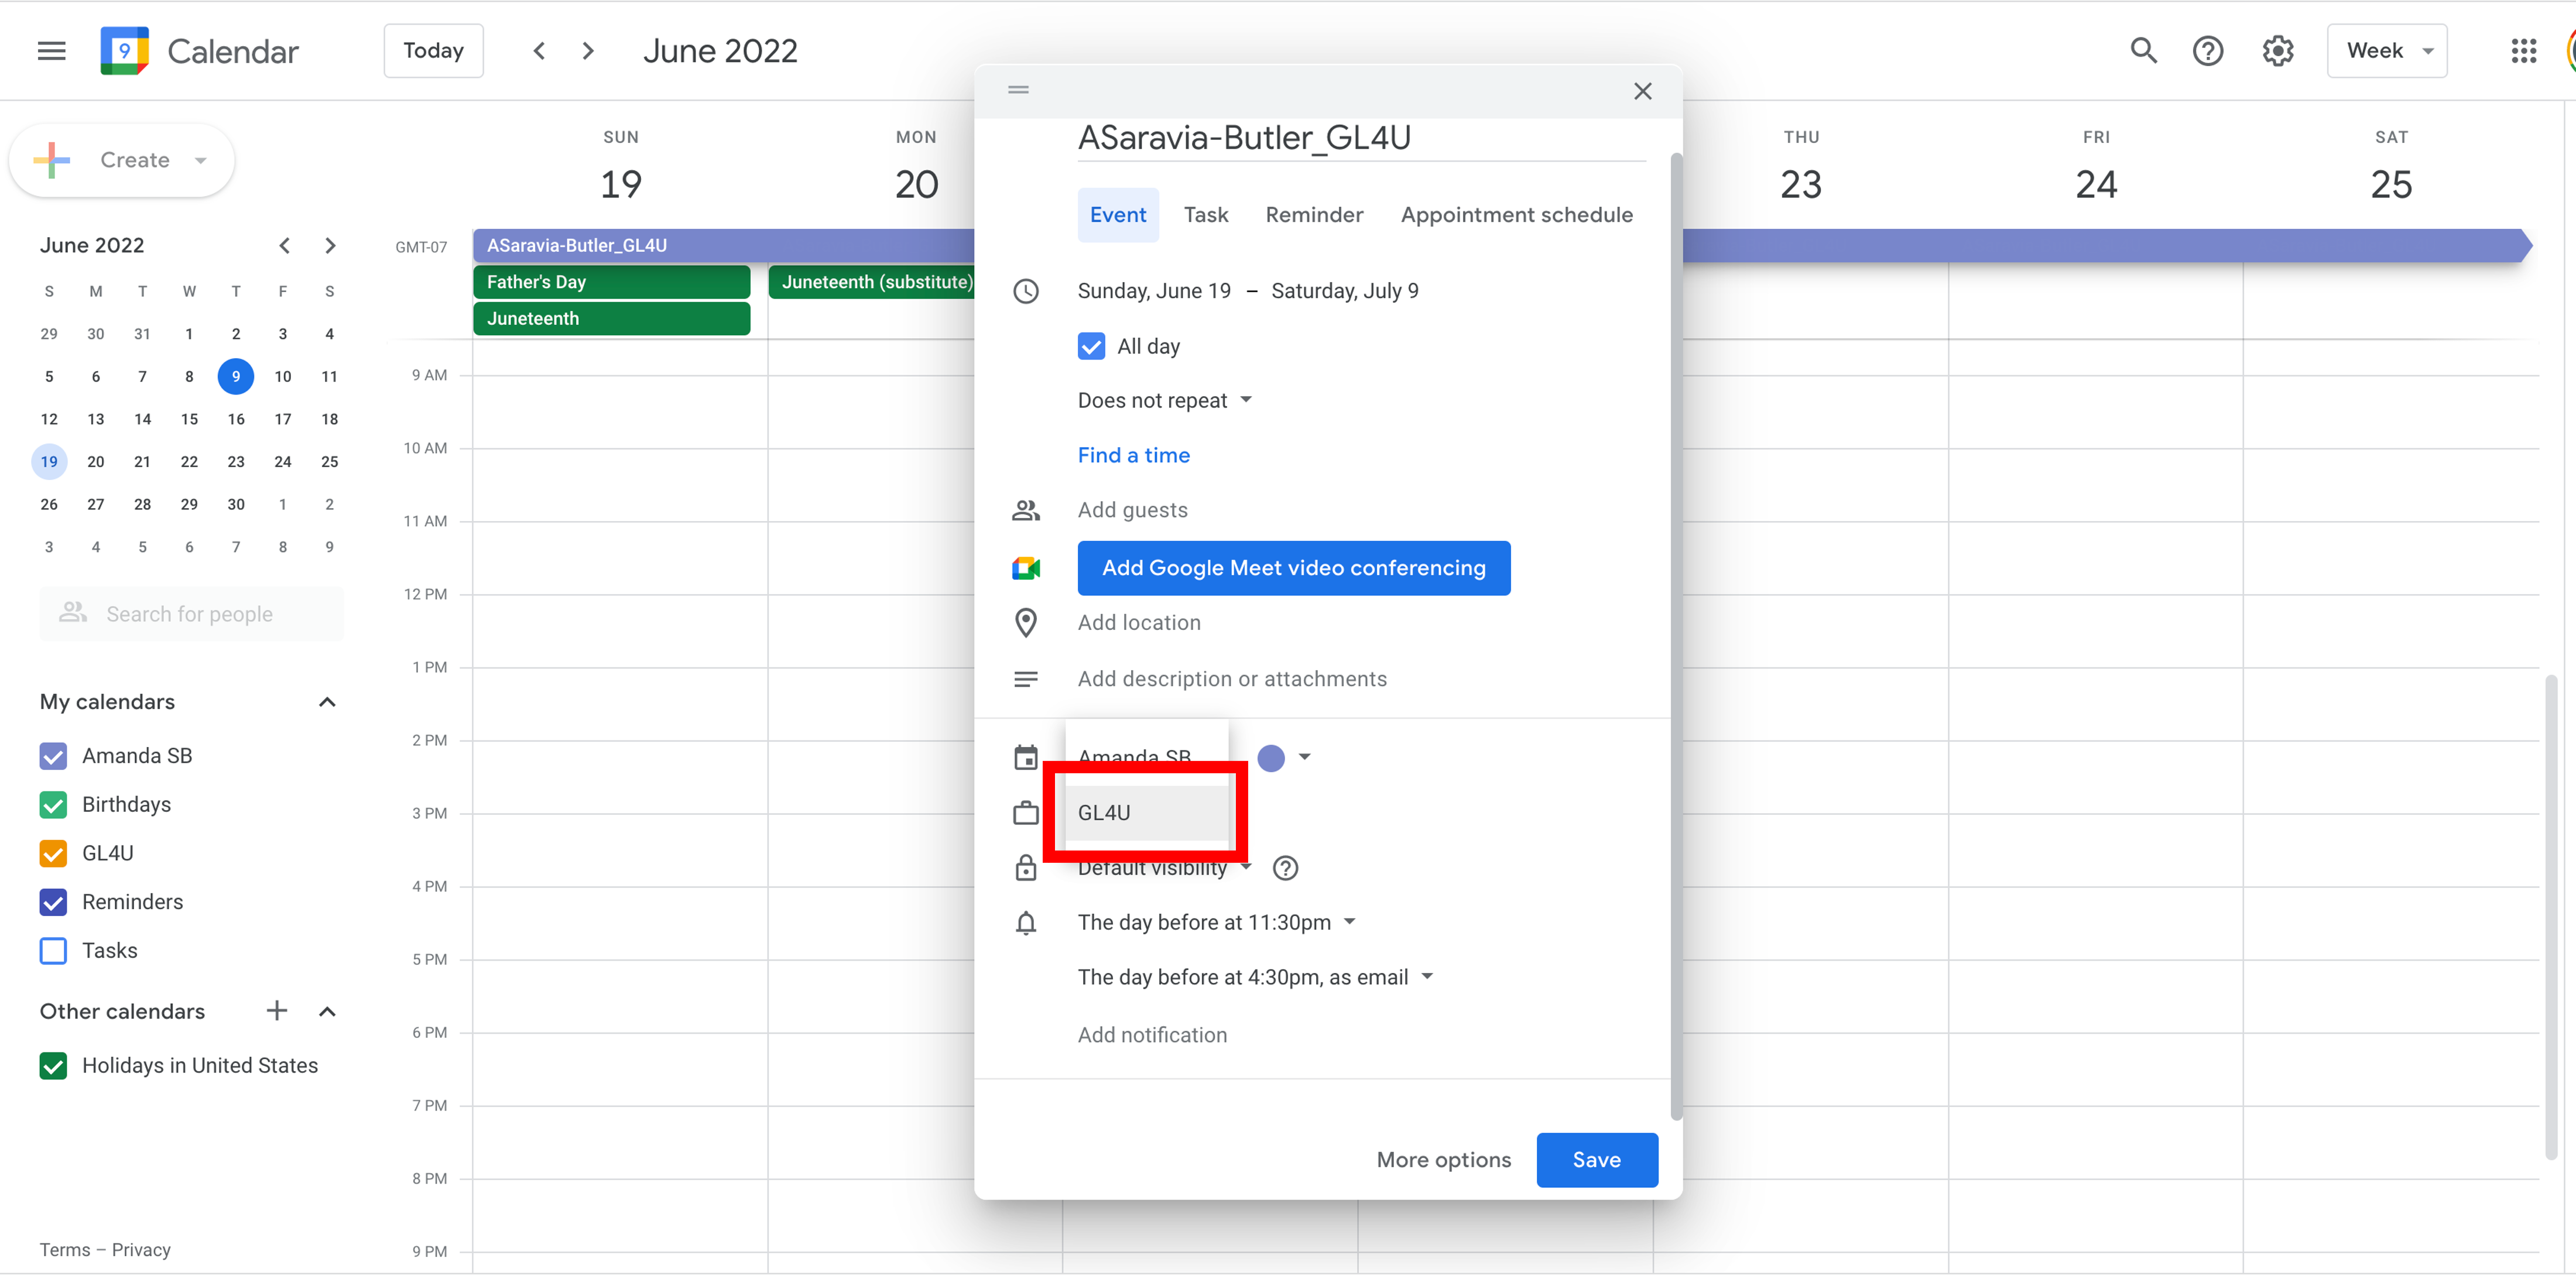 9 Calendar Today June 2022 Week
Create
June 2022
S M T W T F S
29 30 31 1 2 3 4
5 6 7 8 9 10 11
12 13 14 15 16 17 18
19 20 21 22 23 24 25
26 27 28 29 30 1 2
3 4 5 6 7 8 9
Search for people
My calendars
Amanda SB
Birthdays
GL4U
Reminders
Tasks
Other calendars
Holidays in United States
Terms – Privacy
SUN MON THU FRI SAT
19 20 23 24 25
GMT-07
ASaravia-Butler_GL4U
Father's Day Juneteenth (substitute)
Juneteenth
9 AM
10 AM
11 AM
12 PM
1 PM
2 PM
3 PM
4 PM
5 PM
6 PM
7 PM
8 PM
9 PM
ASaravia-Butler_GL4U
Event Task Reminder Appointment schedule
Sunday, June 19 – Saturday, July 9
All day
Does not repeat
Find a time
Add guests
Add Google Meet video conferencing
Add location
Add description or attachments
Amanda SB
GL4U
Default visibility
The day before at 11:30pm
The day before at 4:30pm, as email
Add notification
More options Save